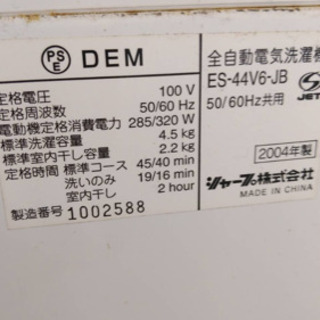 PS E DEM
定格電圧 100 V
定格周波数 50/60 Hz
電動機定格消費電力 285/320 W
標準洗濯容量 4.5 kg
標準室内干し容量 2.2 kg
定格時間 標準コース 45/40 min
洗いのみ 19/16 min
室内干し 2 hour
製造番号 1002588
全自動電気洗濯機
ES-44V6-JB
50/60Hz共用
JET
2004年製
シャープ株式会社
MADE IN CHINA